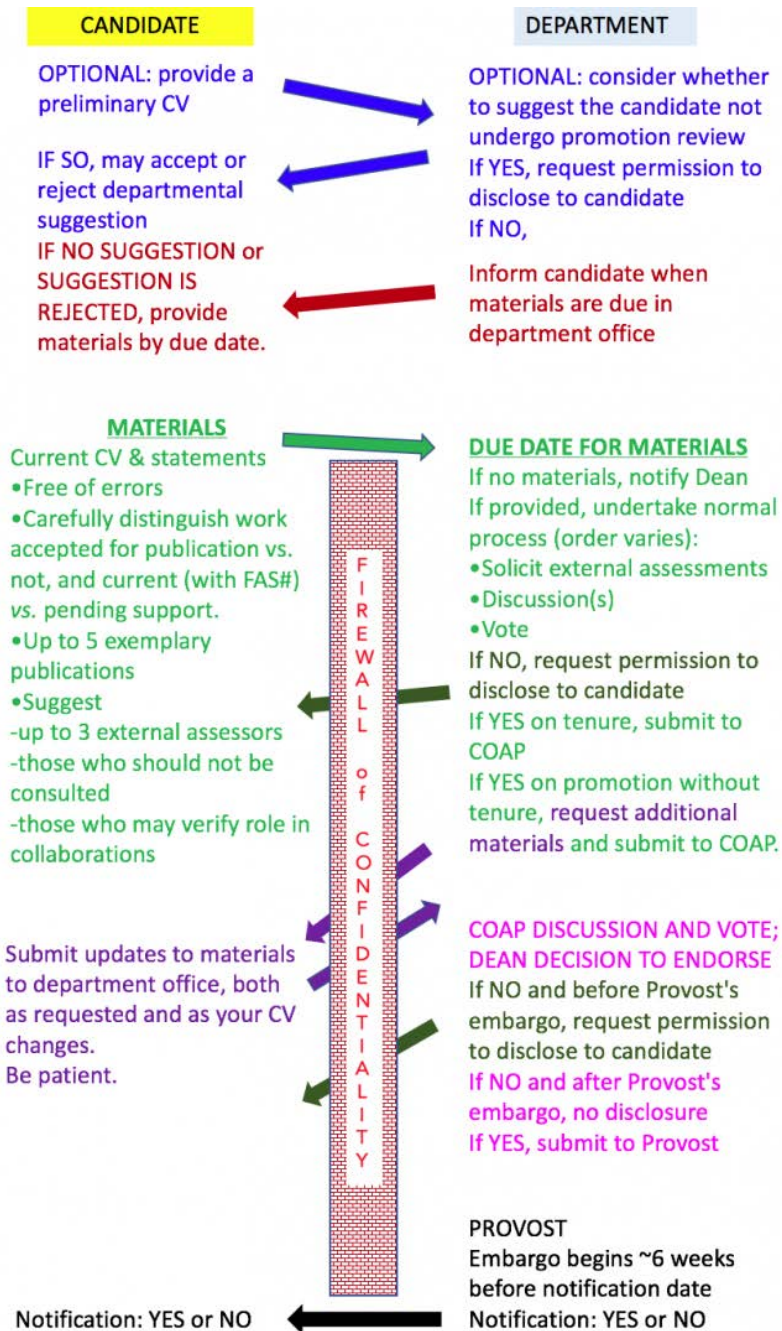 CANDIDATE
OPTIONAL: provide a
preliminary CV
IF SO, may accept or
reject departmental
suggestion
IF NO SUGGESTION or
SUGGESTION IS
REJECTED, provide
materials by due date.
DEPARTMENT
OPTIONAL: consider whether
to suggest the candidate not
undergo promotion review
If YES, request permission to
disclose to candidate
If NO,
Inform candidate when
materials are due in
department office
MATERIALS
Current CV & statements
•Free of errors
•Carefully distinguish work
accepted for publication vs.
not, and current (with FAS#)
vs. pending support.
•Up to 5 exemplary
publications
•Suggest
-up to 3 external assessors
-those who should not be
consulted
-those who may verify role in
collaborations
FIREWALL of CONFIDENTIALITY
DUE DATE FOR MATERIALS
If no materials, notify Dean
If provided, undertake normal
process (order varies):
•Solicit external assessments
•Discussion(s)
•Vote
If NO, request permission to
disclose to candidate
If YES on tenure, submit to
COAP
If YES on promotion without
tenure, request additional
materials and submit to COAP.
Submit updates to materials
to department office, both
as requested and as your CV
changes.
Be patient.
COAP DISCUSSION AND VOTE;
DEAN DECISION TO ENDORSE
If NO and before Provost's
embargo, request permission
to disclose to candidate
If NO and after Provost's
embargo, no disclosure
If YES, submit to Provost
PROVOST
Embargo begins ~6 weeks
before notification date
Notification: YES or NO
Notification: YES or NO